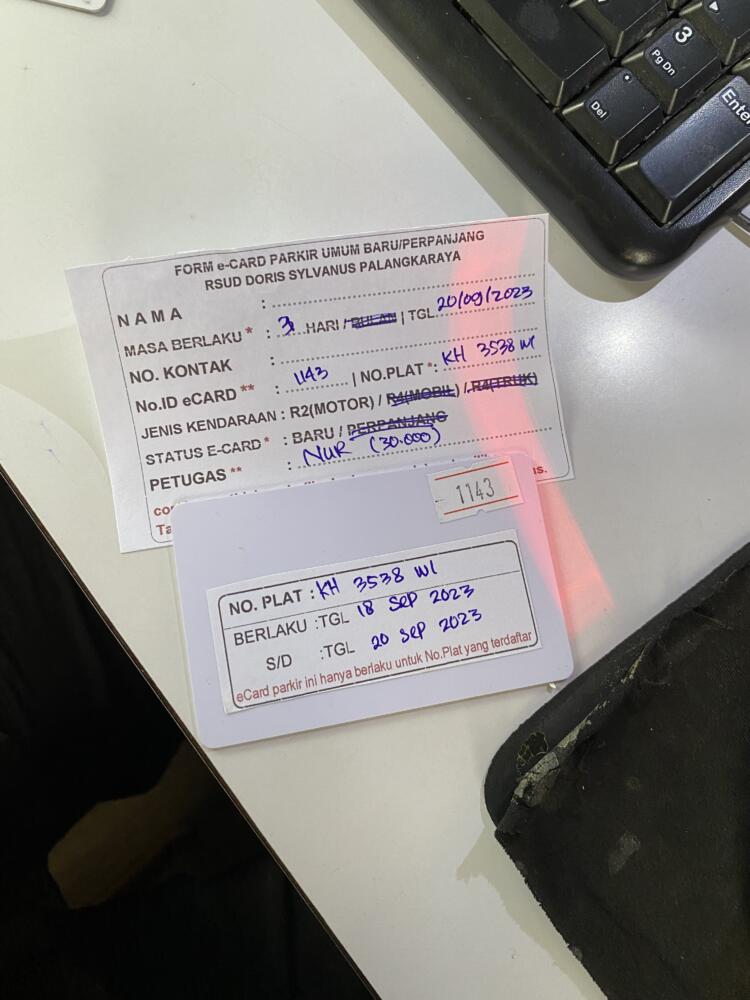 3
Pg Dn
.
Del
Enter
FORM e-CARD PARKIR UMUM BARU/PERPANJANG
RSUD DORIS SYLVANUS PALANGKARAYA
NAMA :
MASA BERLAKU * : 3 HARI / BULAN | TGL 20/09/2023
NO. KONTAK :
No.ID eCARD ** : 1143 | NO.PLAT *: KH 3538 WI
JENIS KENDARAAN : R2(MOTOR) / R4(MOBIL) / R4(TRUK)
STATUS E-CARD * : BARU / PERPANJANG
PETUGAS ** : NUR (30.000)
1143
NO. PLAT : KH 3538 WI
BERLAKU :TGL 18 SEP 2023
S/D :TGL 20 SEP 2023
eCard parkir ini hanya berlaku untuk No.Plat yang terdaftar